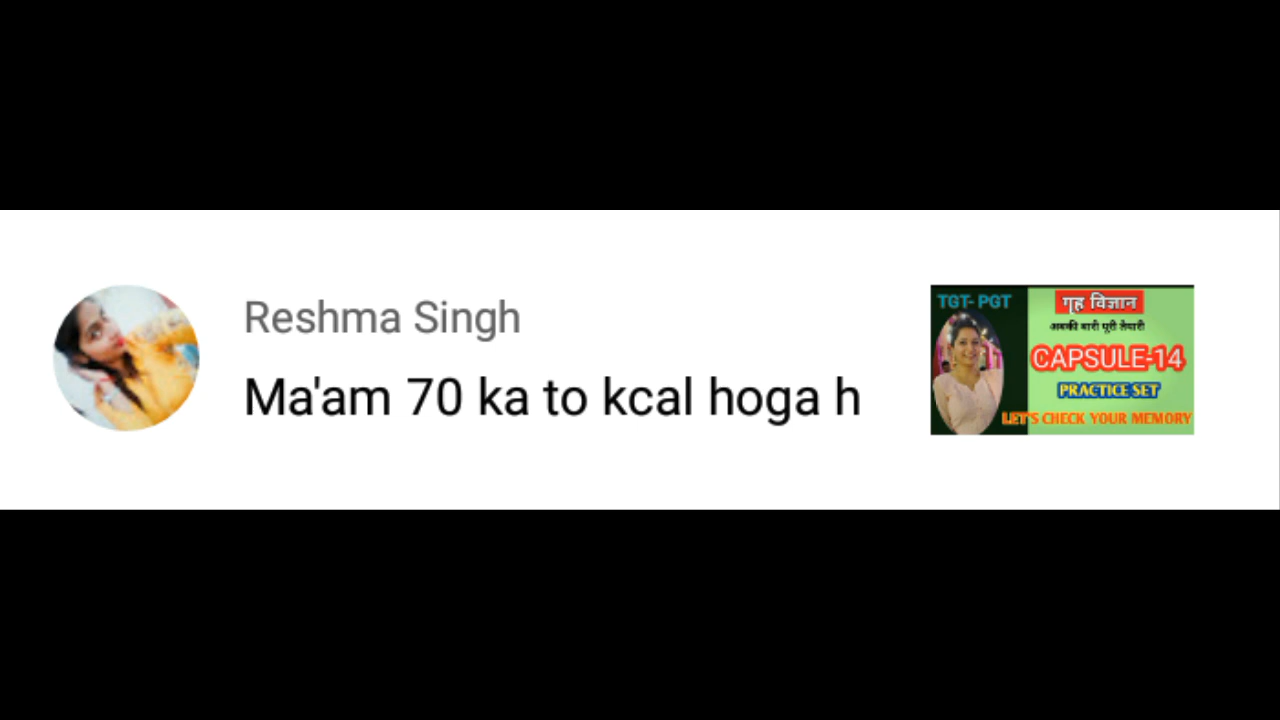 Reshma Singh
Ma'am 70 ka to kcal hoga h
TGT- PGT
गृह विज्ञान
अबकी बारी पूरी तैयारी
CAPSULE-14
PRACTICE SET
LET'S CHECK YOUR MEMORY